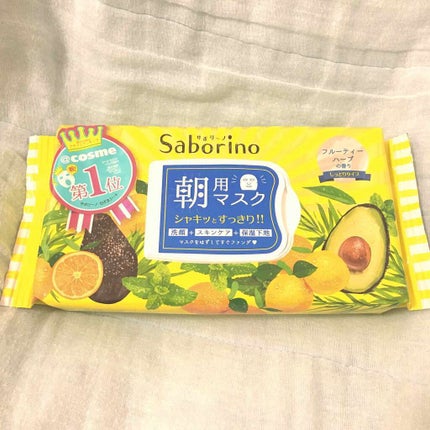 @cosme
第1位
サボリーノ
Saborino
朝用マスク
シャキッとすっきり!!
洗顔+スキンケア+保湿下地
マスクをはずしてすぐファンデ♥
フルーティー
ハーブ
の香り
しっとりタイプ